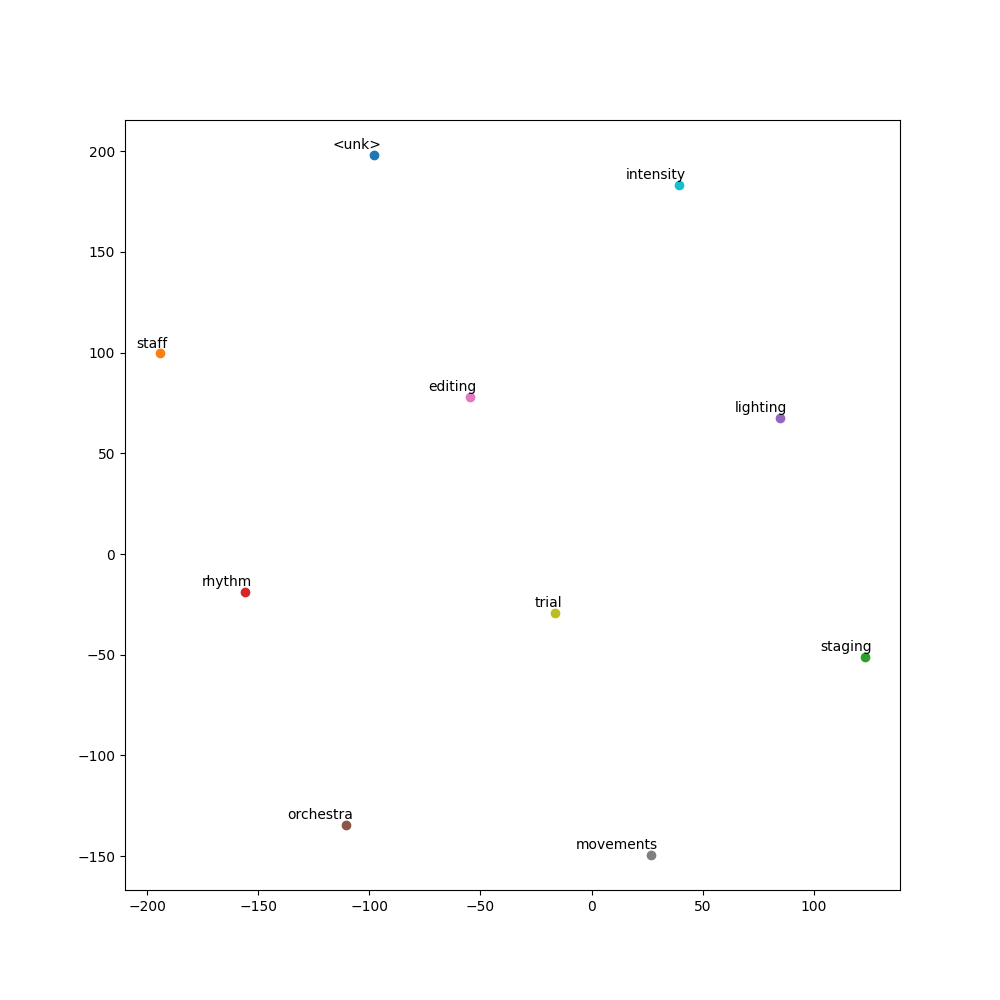 <unk>
intensity
staff
editing
lighting
rhythm
trial
staging
orchestra
movements
200
150
100
50
0
−50
−100
−150
−200
−150
−100
−50
0
50
100